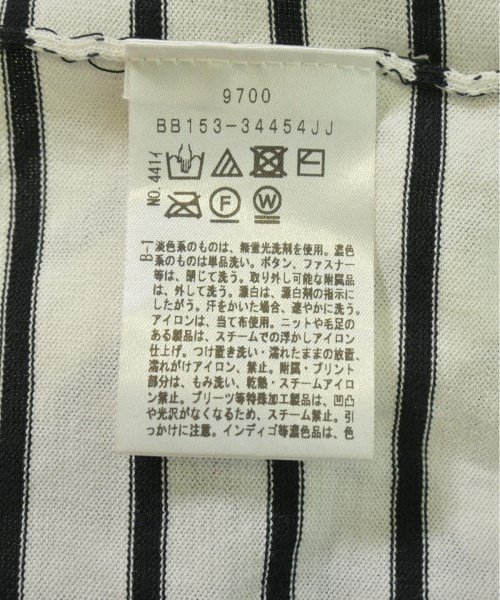 9700
BB153-34454JJ
NO.441イ
F
W
B-1
淡色系のものは、無蛍光洗剤を使用。濃色
系のものは単品洗い。ボタン、ファスナー
等は、閉じて洗う。取り外し可能な附属品
は、外して洗う。漂白は、漂白剤の指示に
したがう。汗をかいた場合、速やかに洗う。
アイロンは、当て布使用。ニットや毛足の
ある製品は、スチームでの浮かしアイロン
仕上げ。つけ置き洗い・濡れたままの放置、
濡れがけアイロン、禁止。附属・プリント
部分は、もみ洗い、乾熱・スチームアイロ
ン禁止。プリーツ等特殊加工製品は、凹凸
や光沢がなくなるため、スチーム禁止。引
っかけに注意。インディゴ等濃色品は、色